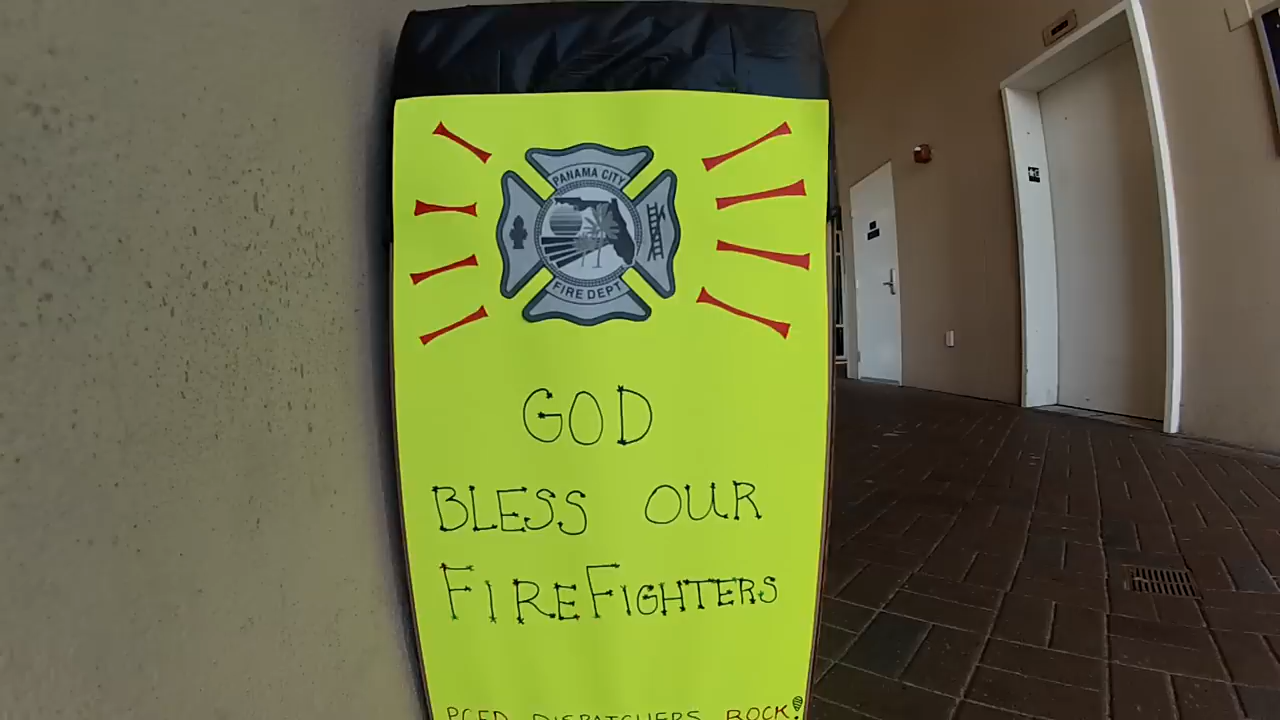 PANAMA CITY
FIRE DEPT
GOD
BLESS OUR
FIREFIGHTERS
PCFD DISPATCHERS ROCK!